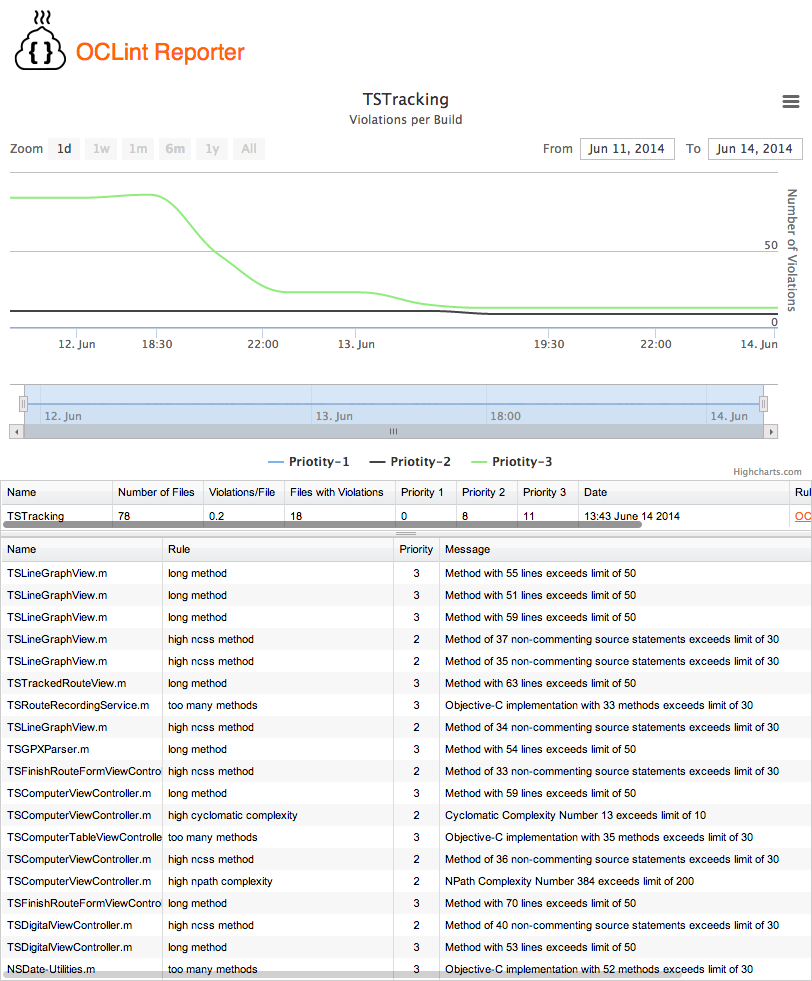 { }
OCLint Reporter
TSTracking
Violations per Build
Zoom 1d 1w 1m 6m 1y All From Jun 11, 2014 To Jun 14, 2014
Number of Violations
50
0
12. Jun 18:30 22:00 13. Jun 19:30 22:00 14. Jun
12. Jun 13. Jun 18:00 14. Jun
Priotity-1 Priotity-2 Priotity-3
Highcharts.com
Name Number of Files Violations/File Files with Violations Priority 1 Priority 2 Priority 3 Date Rul
TSTracking 78 0.2 18 0 8 11 13:43 June 14 2014 OC
Name Rule Priority Message
TSLineGraphView.m long method 3 Method with 55 lines exceeds limit of 50
TSLineGraphView.m long method 3 Method with 51 lines exceeds limit of 50
TSLineGraphView.m long method 3 Method with 59 lines exceeds limit of 50
TSLineGraphView.m high ncss method 2 Method of 37 non-commenting source statements exceeds limit of 30
TSLineGraphView.m high ncss method 2 Method of 35 non-commenting source statements exceeds limit of 30
TSTrackedRouteView.m long method 3 Method with 63 lines exceeds limit of 50
TSRouteRecordingService.m too many methods 3 Objective-C implementation with 33 methods exceeds limit of 30
TSLineGraphView.m high ncss method 2 Method of 34 non-commenting source statements exceeds limit of 30
TSGPXParser.m long method 3 Method with 54 lines exceeds limit of 50
TSFinishRouteFormViewContro high ncss method 2 Method of 33 non-commenting source statements exceeds limit of 30
TSComputerViewController.m long method 3 Method with 59 lines exceeds limit of 50
TSComputerViewController.m high cyclomatic complexity 2 Cyclomatic Complexity Number 13 exceeds limit of 10
TSComputerTableViewControlle too many methods 3 Objective-C implementation with 35 methods exceeds limit of 30
TSComputerViewController.m high ncss method 2 Method of 36 non-commenting source statements exceeds limit of 30
TSComputerViewController.m high npath complexity 2 NPath Complexity Number 384 exceeds limit of 200
TSFinishRouteFormViewContro long method 3 Method with 70 lines exceeds limit of 50
TSDigitalViewController.m high ncss method 2 Method of 40 non-commenting source statements exceeds limit of 30
TSDigitalViewController.m long method 3 Method with 53 lines exceeds limit of 50
NSDate-Utilities.m too many methods 3 Objective-C implementation with 52 methods exceeds limit of 30